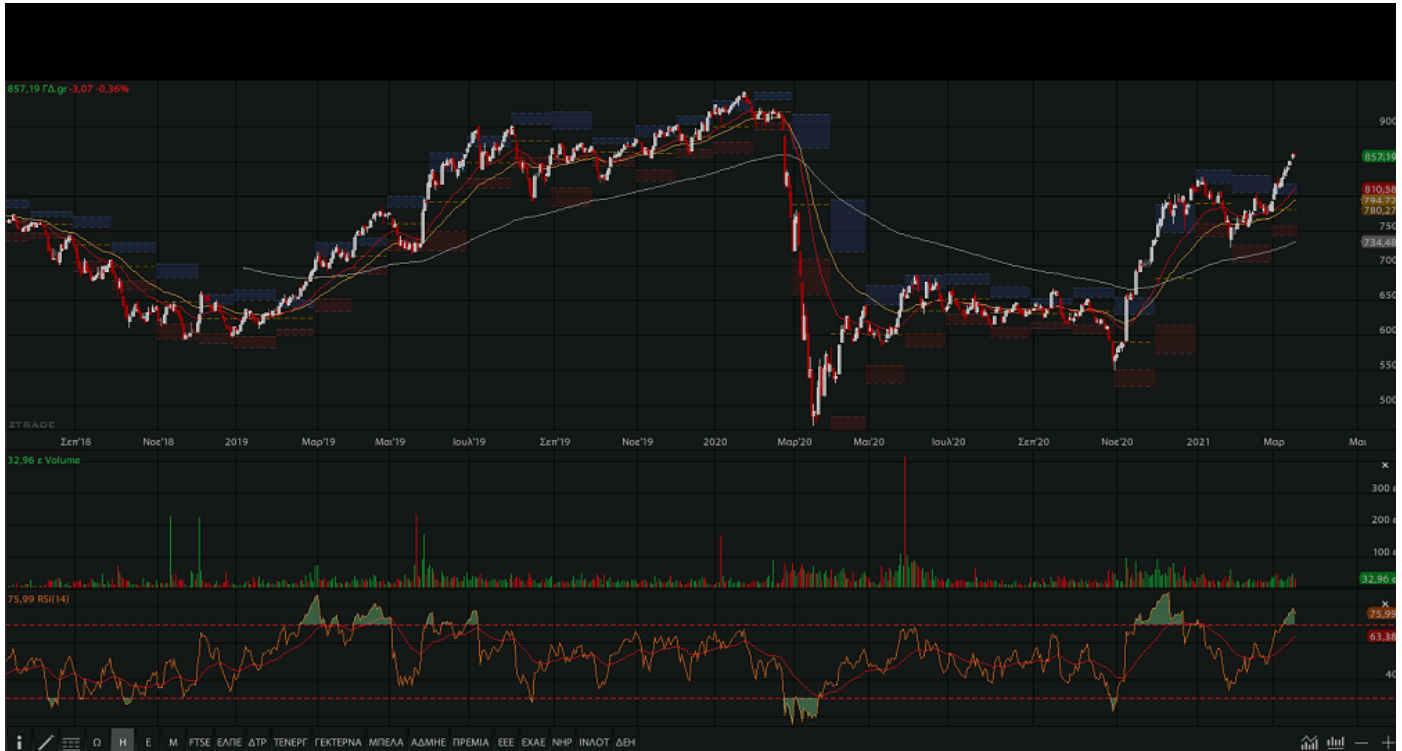 857,19 ΓΔ.gr -3,07 -0,36%
900
857,19
810,58
794,72
780,27
750
734,48
700
650
600
550
500
ZTRADE
Σεπ'18 Νοε'18 2019 Μαρ'19 Μαι'19 Ιουλ'19 Σεπ'19 Νοε'19 2020 Μαρ'20 Μαι'20 Ιουλ'20 Σεπ'20 Νοε'20 2021 Μαρ Μαι
32,96 ε Volume
300 ε
200 ε
100 ε
32,96 ε
75,99 RSI(14)
75,99
63,38
40
Ω Η Ε Μ FTSE ΕΛΠΕ ΔΤΡ ΤΕΝΕΡΓ ΓΕΚΤΕΡΝΑ ΜΠΕΛΑ ΑΔΜΗΕ ΠΡΕΜΙΑ ΕΕΕ ΕΧΑΕ ΝΗΡ ΙΝΛΟΤ ΔΕΗ